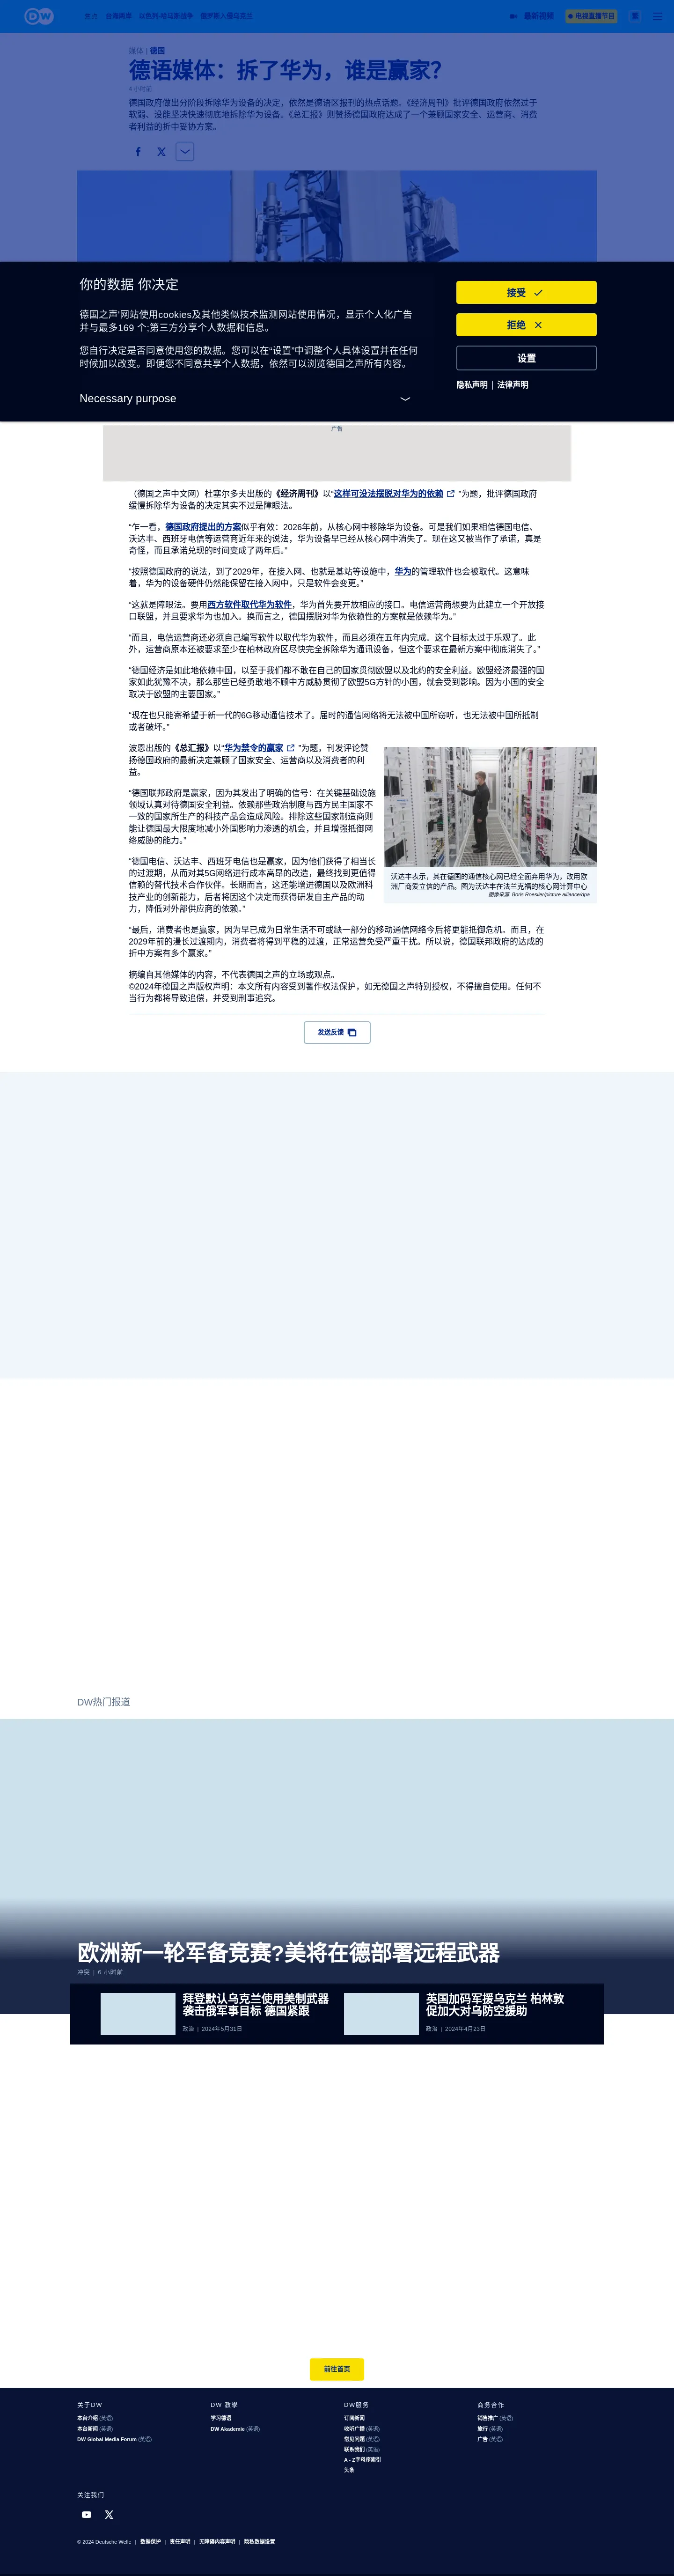 DW
重点
台海两岸
以色列-哈马斯战争
俄罗斯入侵乌克兰
最新视频
电视直播节目
繁
媒体 | 德国
德语媒体：拆了华为，谁是赢家？
4 小时前
德国政府做出分阶段拆除华为设备的决定，依然是德语区报刊的热点话题。《经济周刊》批评德国政府依然过于
软弱、没能坚决快速彻底地拆除华为设备。《总汇报》则赞扬德国政府达成了一个兼顾国家安全、运营商、消费
者利益的折中妥协方案。
你的数据 你决定
德国之声'网站使用cookies及其他类似技术监测网站使用情况，显示个人化广告
并与最多169 个;第三方分享个人数据和信息。
您自行决定是否同意使用您的数据。您可以在"设置"中调整个人具体设置并在任何
时候加以改变。即便您不同意共享个人数据，依然可以浏览德国之声所有内容。
Necessary purpose
接受
拒绝
设置
隐私声明 | 法律声明
广告
（德国之声中文网）杜塞尔多夫出版的《经济周刊》以“这样可没法摆脱对华为的依赖 ”为题，批评德国政府
缓慢拆除华为设备的决定其实不过是障眼法。
“乍一看，德国政府提出的方案似乎有效：2026年前，从核心网中移除华为设备。可是我们如果相信德国电信、
沃达丰、西班牙电信等运营商近年来的说法，华为设备早已经从核心网中消失了。现在这又被当作了承诺，真是
奇怪，而且承诺兑现的时间变成了两年后。”
“按照德国政府的说法，到了2029年，在接入网、也就是基站等设施中，华为的管理软件也会被取代。这意味
着，华为的设备硬件仍然能保留在接入网中，只是软件会变更。”
“这就是障眼法。要用西方软件取代华为软件，华为首先要开放相应的接口。电信运营商想要为此建立一个开放接
口联盟，并且要求华为也加入。换而言之，德国摆脱对华为依赖性的方案就是依赖华为。”
“而且，电信运营商还必须自己编写软件以取代华为软件，而且必须在五年内完成。这个目标太过于乐观了。此
外，运营商原本还被要求至少在柏林政府区尽快完全拆除华为通讯设备，但这个要求在最新方案中彻底消失了。”
“德国经济是如此地依赖中国，以至于我们都不敢在自己的国家贯彻欧盟以及北约的安全利益。欧盟经济最强的国
家如此犹豫不决，那么那些已经勇敢地不顾中方威胁贯彻了欧盟5G方针的小国，就会受到影响。因为小国的安全
取决于欧盟的主要国家。”
“现在也只能寄希望于新一代的6G移动通信技术了。届时的通信网络将无法被中国所窃听，也无法被中国所抵制
或者破坏。”
波恩出版的《总汇报》以“华为禁令的赢家 ”为题，刊发评论赞
扬德国政府的最新决定兼顾了国家安全、运营商以及消费者的利
益。
“德国联邦政府是赢家，因为其发出了明确的信号：在关键基础设施
领域认真对待德国安全利益。依赖那些政治制度与西方民主国家不
一致的国家所生产的科技产品会造成风险。排除这些国家制造商则
能让德国最大限度地减小外国影响力渗透的机会，并且增强抵御网
络威胁的能力。”
沃达丰表示，其在德国的通信核心网已经全面弃用华为，改用欧
洲厂商爱立信的产品。图为沃达丰在法兰克福的核心网计算中心
图像来源: Boris Roessler/picture alliance/dpa
“德国电信、沃达丰、西班牙电信也是赢家，因为他们获得了相当长
的过渡期，从而对其5G网络进行成本高昂的改造，最终找到更值得
信赖的替代技术合作伙伴。长期而言，这还能增进德国以及欧洲科
技产业的创新能力，后者将因这个决定而获得研发自主产品的动
力，降低对外部供应商的依赖。”
“最后，消费者也是赢家，因为早已成为日常生活不可或缺一部分的移动通信网络今后将更能抵御危机。而且，在
2029年前的漫长过渡期内，消费者将得到平稳的过渡，正常运营免受严重干扰。所以说，德国联邦政府的达成的
折中方案有多个赢家。”
摘编自其他媒体的内容，不代表德国之声的立场或观点。
©2024年德国之声版权声明：本文所有内容受到著作权法保护，如无德国之声特别授权，不得擅自使用。任何不
当行为都将导致追偿，并受到刑事追究。
发送反馈
DW热门报道
欧洲新一轮军备竞赛?美将在德部署远程武器
冲突 | 6 小时前
拜登默认乌克兰使用美制武器
袭击俄军事目标 德国紧跟
政治 | 2024年5月31日
英国加码军援乌克兰 柏林敦
促加大对乌防空援助
政治 | 2024年4月23日
前往首页
关于DW
本台介绍 (英语)
本台新闻 (英语)
DW Global Media Forum (英语)
DW 教學
学习德语
DW Akademie (英语)
DW服务
订阅新闻
收听广播 (英语)
常见问题 (英语)
联系我们 (英语)
A - Z字母序索引
头条
商务合作
销售推广 (英语)
旅行 (英语)
广告 (英语)
关注我们
© 2024 Deutsche Welle | 数据保护 | 责任声明 | 无障碍内容声明 | 隐私数据设置